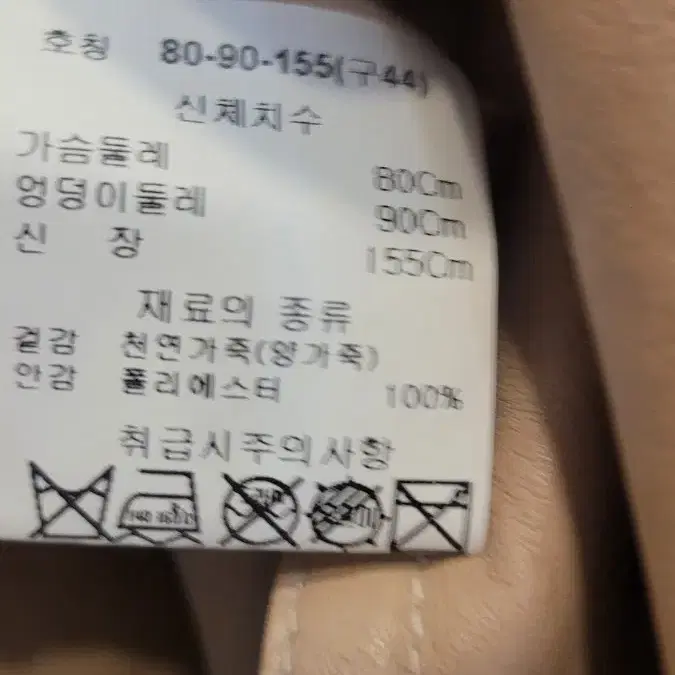 호칭 80-90-155(구44)
신체치수
가슴둘레 80Cm
엉덩이둘레 90Cm
신 장 155Cm
재료의 종류
겉감 천연가죽(양가죽)
안감 폴리에스터 100%
취급시주의사항